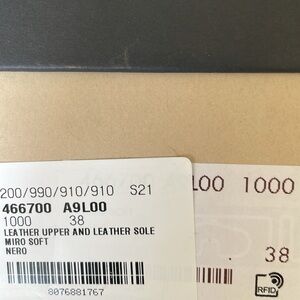 200/990/910/910 S21
466700 A9L00
1000 38
LEATHER UPPER AND LEATHER SOLE
MIRO SOFT
NERO
8076881767
A9L00 1000
38
RFID